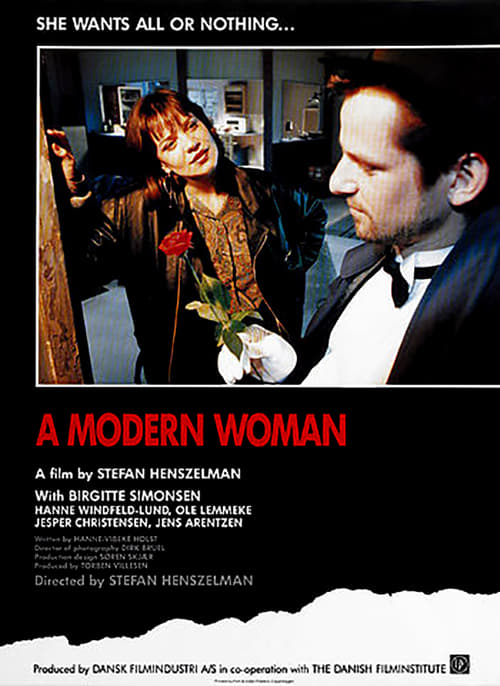 SHE WANTS ALL OR NOTHING...
A MODERN WOMAN
A film by STEFAN HENSZELMAN
With BIRGITTE SIMONSEN
HANNE WINDFELD-LUND, OLE LEMMEKE
JESPER CHRISTENSEN, JENS ARENTZEN
Written by HANNE-VIBEKE HOLST
Director of photography DIRK BRUEL
Production design SØREN SKJÆR
Produced by TORBEN VILLESEN
Directed by STEFAN HENSZELMAN
Produced by DANSK FILMINDUSTRI A/S in co-operation with THE DANISH FILMINSTITUTE